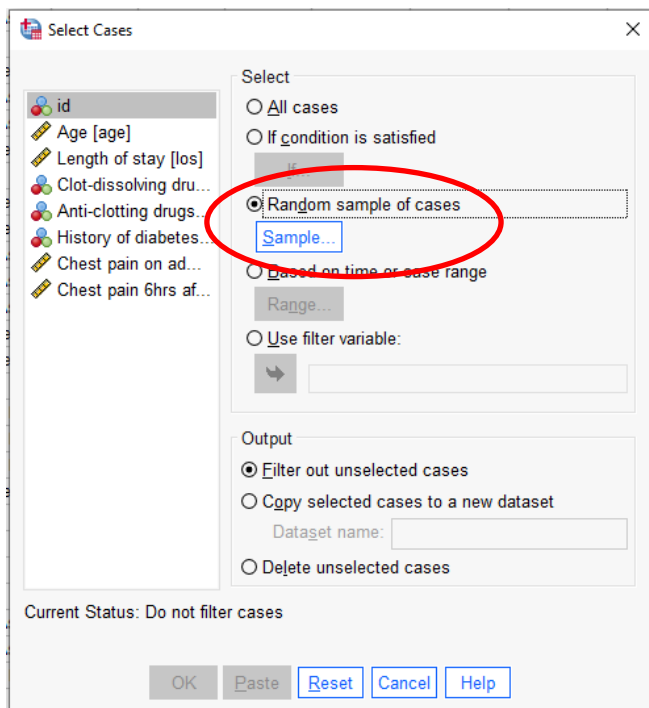 Select Cases
id
Age [age]
Length of stay [los]
Clot-dissolving dru...
Anti-clotting drugs...
History of diabetes...
Chest pain on ad...
Chest pain 6hrs af...
Select
All cases
If condition is satisfied
If...
Random sample of cases
Sample...
Based on time or case range
Range...
Use filter variable:
Output
Filter out unselected cases
Copy selected cases to a new dataset
Dataset name:
Delete unselected cases
Current Status: Do not filter cases
OK Paste Reset Cancel Help